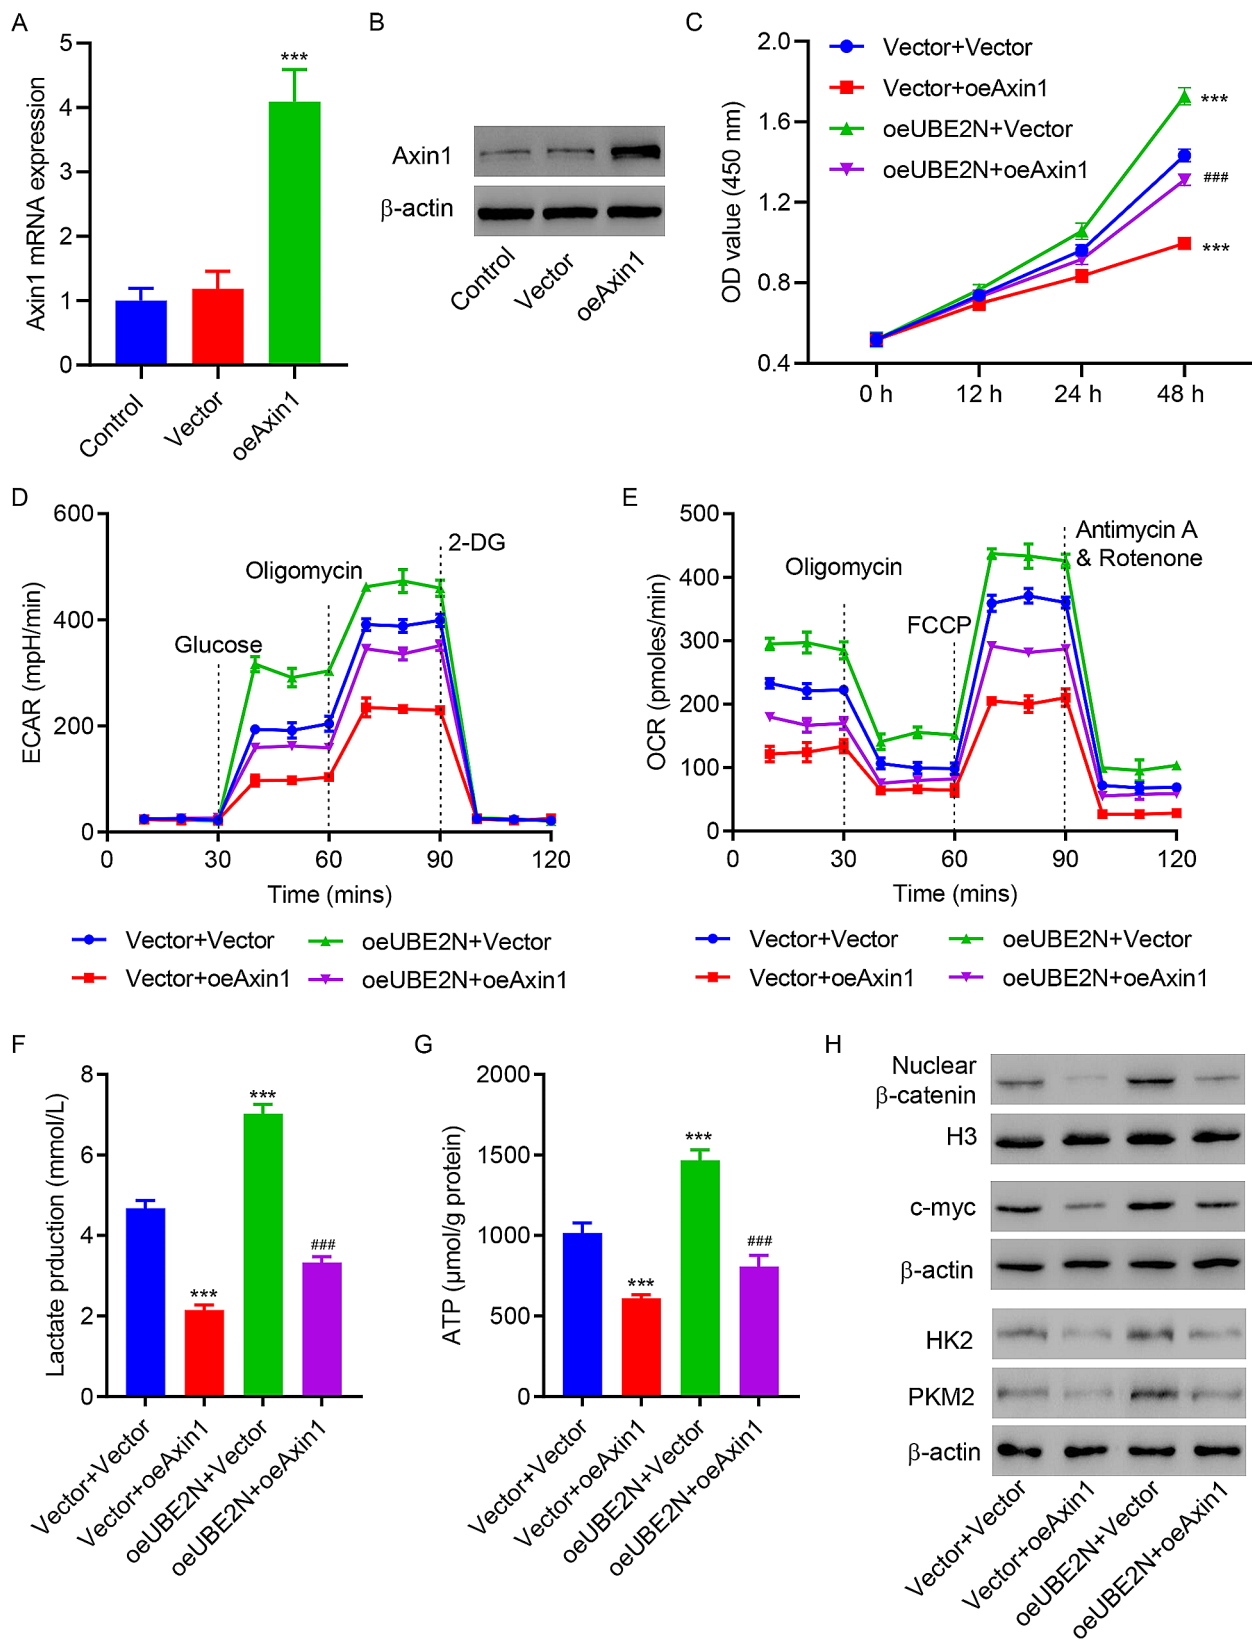 A
Axin1 mRNA expression
5
4
3
2
1
0
***
Control
Vector
oeAxin1
B
Axin1
β-actin
Control
Vector
oeAxin1
C
OD value (450 nm)
2.0
1.6
1.2
0.8
0.4
Vector+Vector
Vector+oeAxin1
oeUBE2N+Vector
oeUBE2N+oeAxin1
***
###
***
0 h
12 h
24 h
48 h
D
ECAR (mpH/min)
600
400
200
0
Glucose
Oligomycin
2-DG
0
30
60
90
120
Time (mins)
Vector+Vector
oeUBE2N+Vector
Vector+oeAxin1
oeUBE2N+oeAxin1
E
OCR (pmoles/min)
500
400
300
200
100
0
Oligomycin
FCCP
Antimycin A
& Rotenone
0
30
60
90
120
Time (mins)
Vector+Vector
oeUBE2N+Vector
Vector+oeAxin1
oeUBE2N+oeAxin1
F
Lactate prduction (mmol/L)
8
6
4
2
0
***
***
###
Vector+Vector
Vector+oeAxin1
oeUBE2N+Vector
oeUBE2N+oeAxin1
G
ATP (μmol/g protein)
2000
1500
1000
500
0
***
***
###
Vector+Vector
Vector+oeAxin1
oeUBE2N+Vector
oeUBE2N+oeAxin1
H
Nuclear
β-catenin
H3
c-myc
β-actin
HK2
PKM2
β-actin
Vector+Vector
Vector+oeAxin1
oeUBE2N+Vector
oeUBE2N+oeAxin1